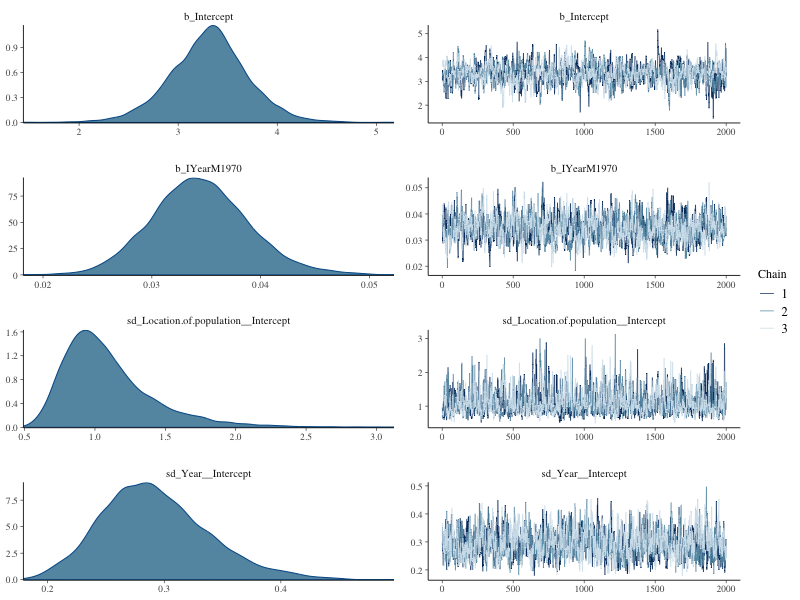 b_Intercept
0.9
0.6
0.3
0.0
2 3 4 5
b_Intercept
5
4
3
2
0 500 1000 1500 2000
b_IYearM1970
75
50
25
0
0.02 0.03 0.04 0.05
b_IYearM1970
0.05
0.04
0.03
0.02
0 500 1000 1500 2000
Chain
1
2
3
sd_Location.of.population__Intercept
1.6
1.2
0.8
0.4
0.0
0.5 1.0 1.5 2.0 2.5 3.0
sd_Location.of.population__Intercept
3
2
1
0 500 1000 1500 2000
sd_Year__Intercept
7.5
5.0
2.5
0.0
0.2 0.3 0.4
sd_Year__Intercept
0.5
0.4
0.3
0.2
0 500 1000 1500 2000